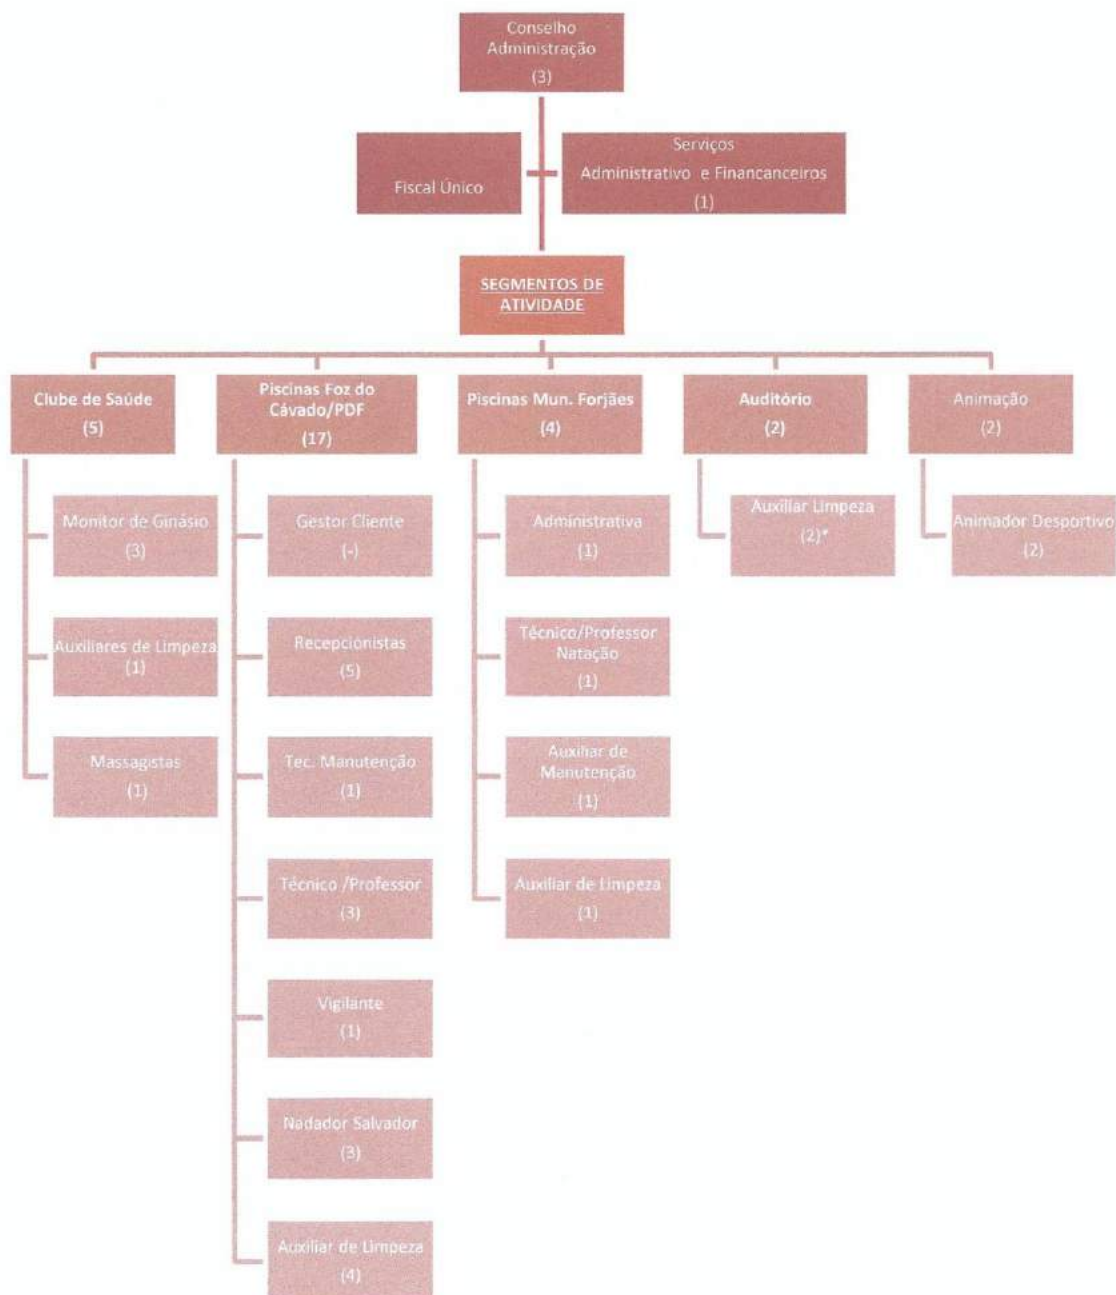 Conselho
Administração
(3)
Fiscal Único
Serviços
Administrativo e Financanceiros
(1)
SEGMENTOS DE
ATIVIDADE
Clube de Saúde
(5)
Monitor de Ginásio
(3)
Auxiliares de Limpeza
(1)
Massagistas
(1)
Piscinas Foz do
Cávado/PDF
(17)
Gestor Cliente
(-)
Recepcionistas
(5)
Tec. Manutenção
(1)
Técnico /Professor
(3)
Vigilante
(1)
Nadador Salvador
(3)
Auxiliar de Limpeza
(4)
Piscinas Mun. Forjães
(4)
Administrativa
(1)
Técnico/Professor
Natação
(1)
Auxiliar de
Manutenção
(1)
Auxiliar de Limpeza
(1)
Auditório
(2)
Auxiliar Limpeza
(2)*
Animação
(2)
Animador Desportivo
(2)